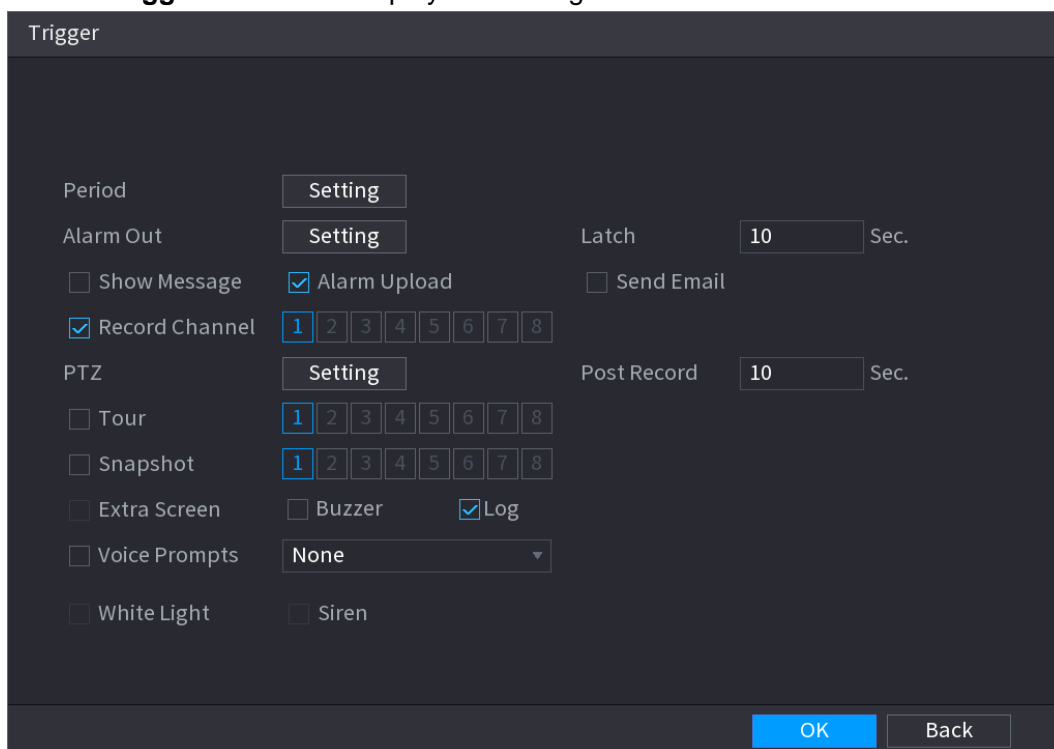 Trigger
Period Setting
Alarm Out Setting Latch 10 Sec.
Show Message Alarm Upload Send Email
Record Channel 1 2 3 4 5 6 7 8
PTZ Setting Post Record 10 Sec.
Tour 1 2 3 4 5 6 7 8
Snapshot 1 2 3 4 5 6 7 8
Extra Screen Buzzer Log
Voice Prompts None
White Light Siren
OK Back